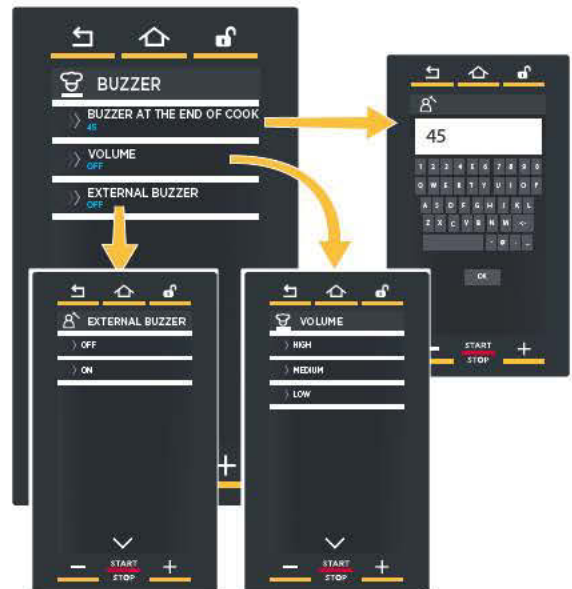 BUZZER
BUZZER AT THE END OF COOK
45
VOLUME
OFF
EXTERNAL BUZZER
OFF
45
1 2 3 4 5 6 7 8 9 0
Q W E R T Y U I O P
A S D F G H J K L
Z X C V B N M <-
- @ . _
OK
START
STOP
EXTERNAL BUZZER
OFF
ON
START
STOP
VOLUME
HIGH
MEDIUM
LOW
START
STOP